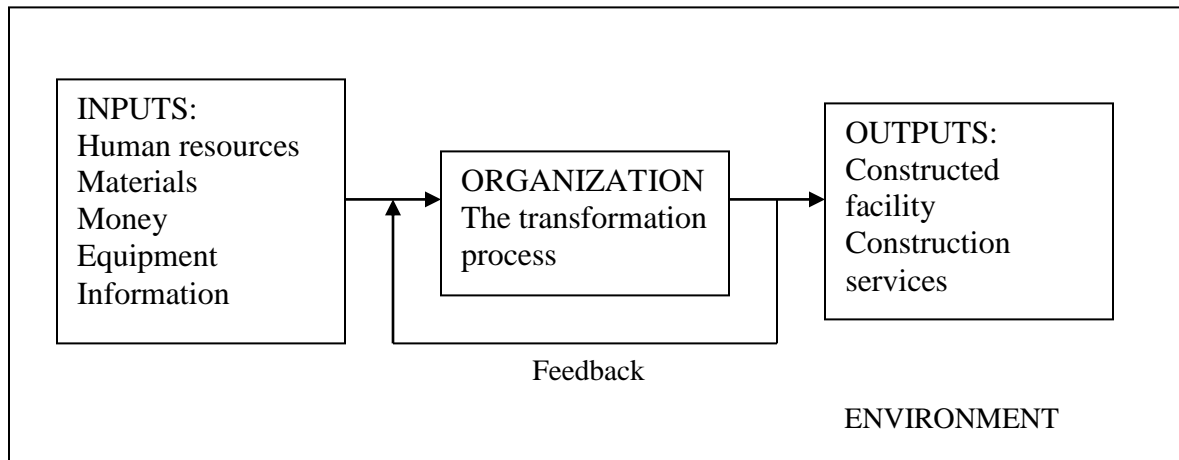 INPUTS:
Human resources
Materials
Money
Equipment
Information
ORGANIZATION
The transformation
process
OUTPUTS:
Constructed
facility
Construction
services
Feedback
ENVIRONMENT